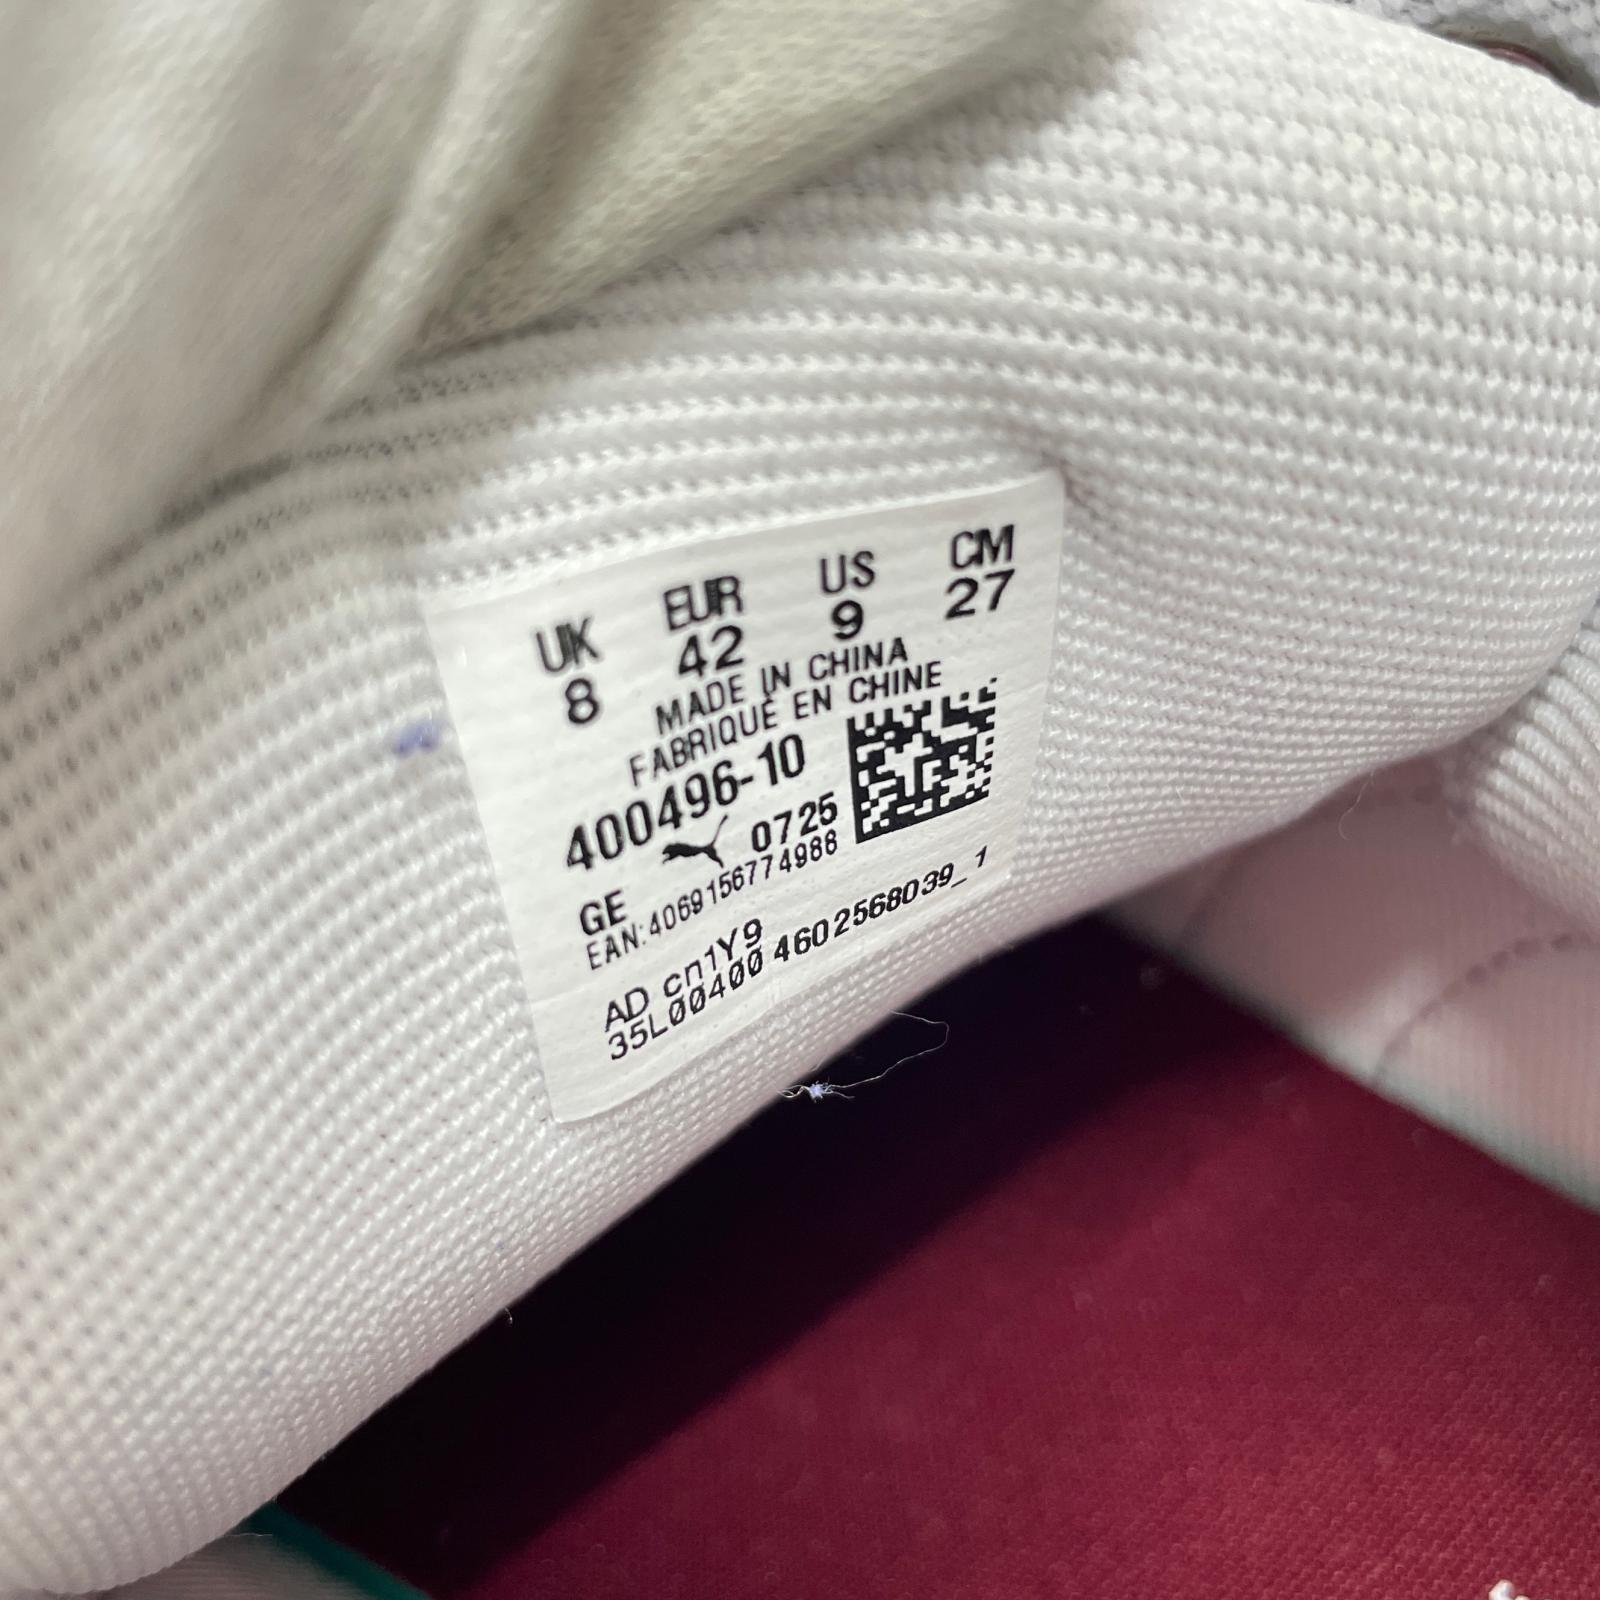 UK EUR US CM
8 42 9 27
MADE IN CHINA
FABRIQUÉ EN CHINE
400496-10
0725
GE
EAN:4069156774988
AD cn1Y9
35L00400 4602568039_1